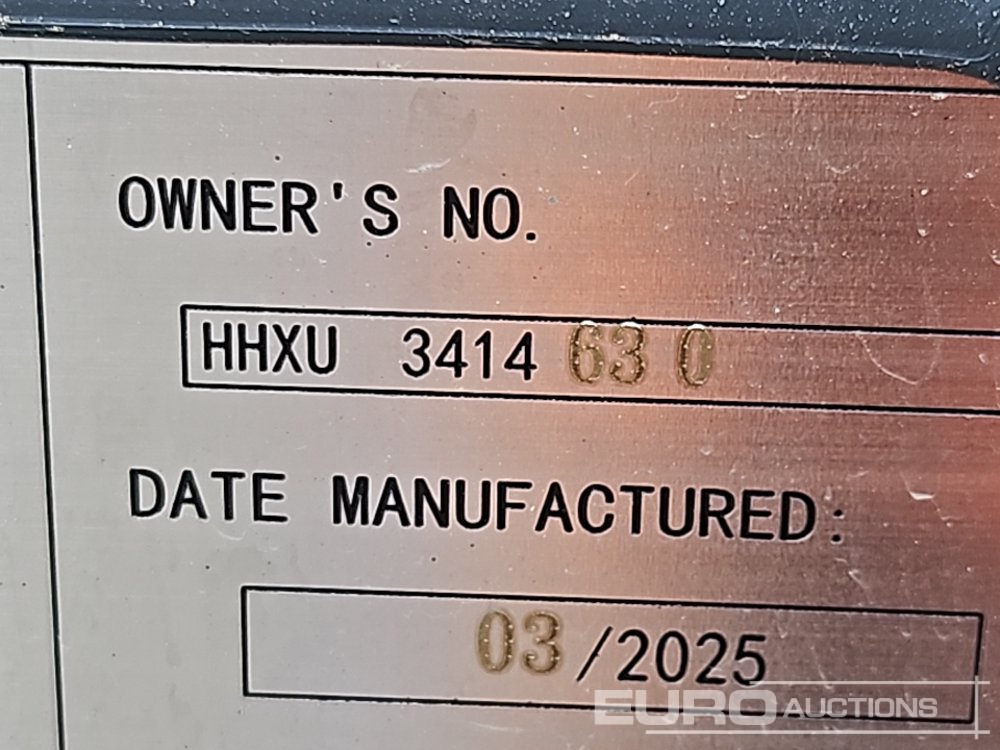 OWNER'S NO.
HHXU 3414 63 0
DATE MANUFACTURED:
03 /2025
EURO AUCTIONS